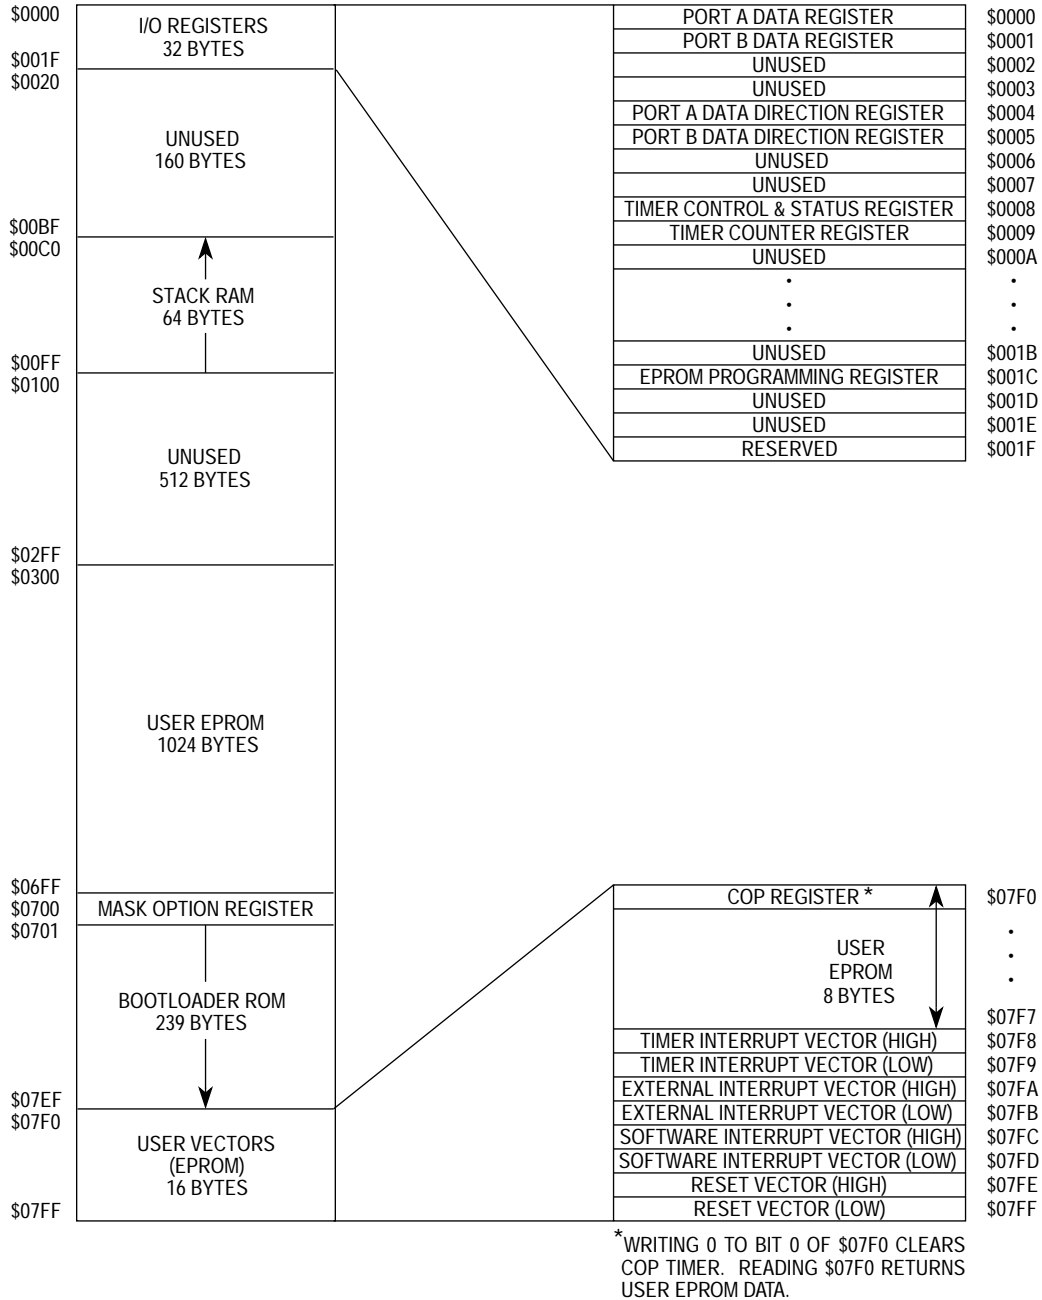 $0000
I/O REGISTERS
32 BYTES
$001F
$0020
UNUSED
160 BYTES
$00BF
$00C0
STACK RAM
64 BYTES
$00FF
$0100
UNUSED
512 BYTES
$02FF
$0300
USER EPROM
1024 BYTES
$06FF
$0700 MASK OPTION REGISTER
$0701
BOOTLOADER ROM
239 BYTES
$07EF
$07F0
USER VECTORS
(EPROM)
16 BYTES
$07FF
PORT A DATA REGISTER $0000
PORT B DATA REGISTER $0001
UNUSED $0002
UNUSED $0003
PORT A DATA DIRECTION REGISTER $0004
PORT B DATA DIRECTION REGISTER $0005
UNUSED $0006
UNUSED $0007
TIMER CONTROL & STATUS REGISTER $0008
TIMER COUNTER REGISTER $0009
UNUSED $000A
• •
• •
• •
UNUSED $001B
EPROM PROGRAMMING REGISTER $001C
UNUSED $001D
UNUSED $001E
RESERVED $001F
COP REGISTER * $07F0
•
•
•
USER
EPROM
8 BYTES
$07F7
TIMER INTERRUPT VECTOR (HIGH) $07F8
TIMER INTERRUPT VECTOR (LOW) $07F9
EXTERNAL INTERRUPT VECTOR (HIGH) $07FA
EXTERNAL INTERRUPT VECTOR (LOW) $07FB
SOFTWARE INTERRUPT VECTOR (HIGH) $07FC
SOFTWARE INTERRUPT VECTOR (LOW) $07FD
RESET VECTOR (HIGH) $07FE
RESET VECTOR (LOW) $07FF
*WRITING 0 TO BIT 0 OF $07F0 CLEARS
COP TIMER. READING $07F0 RETURNS
USER EPROM DATA.